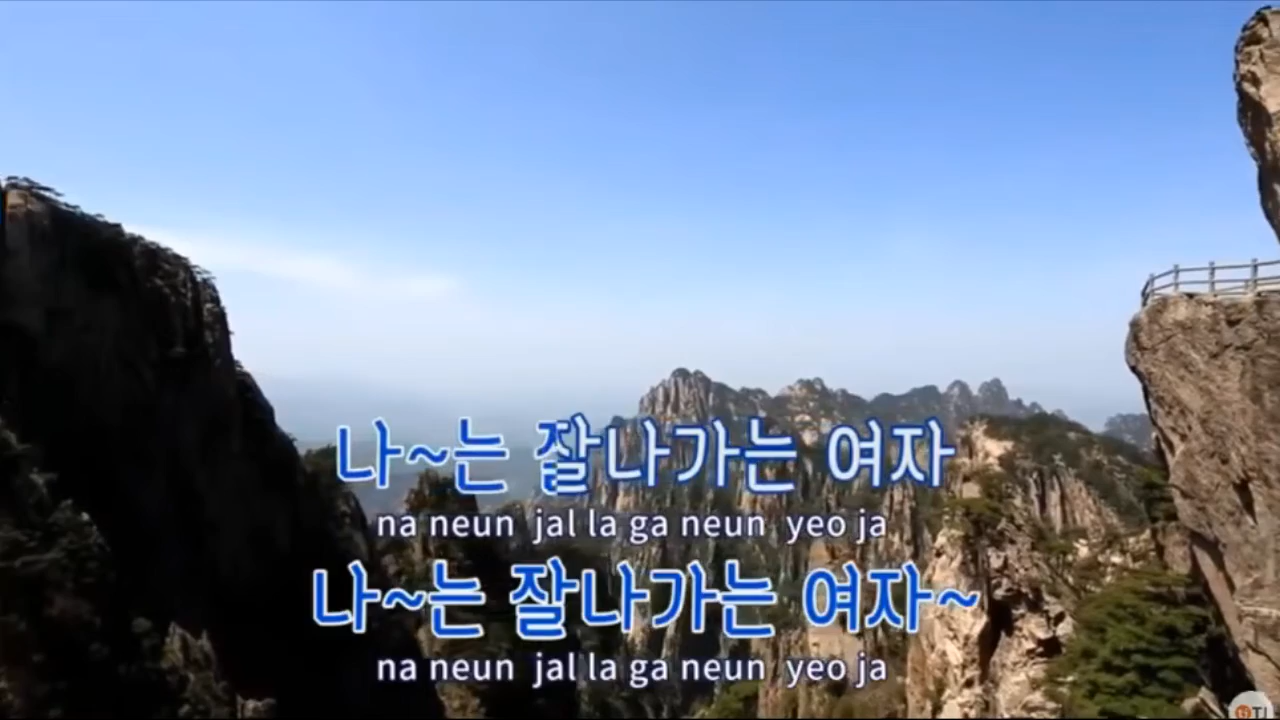 나~는 잘나가는 여자
na neun jal la ga neun yeo ja
나~는 잘나가는 여자~
na neun jal la ga neun yeo ja
TJ